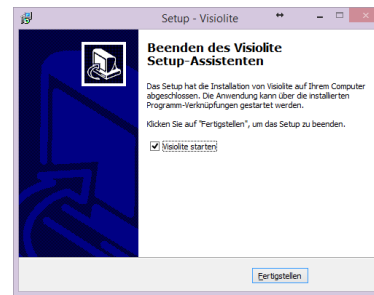 Setup - Visiolite
Beenden des Visiolite
Setup-Assistenten
Das Setup hat die Installation von Visiolite auf Ihrem Computer
abgeschlossen. Die Anwendung kann über die installierten
Programm-Verknüpfungen gestartet werden.
Klicken Sie auf "Fertigstellen", um das Setup zu beenden.
Visiolite starten
Fertigstellen